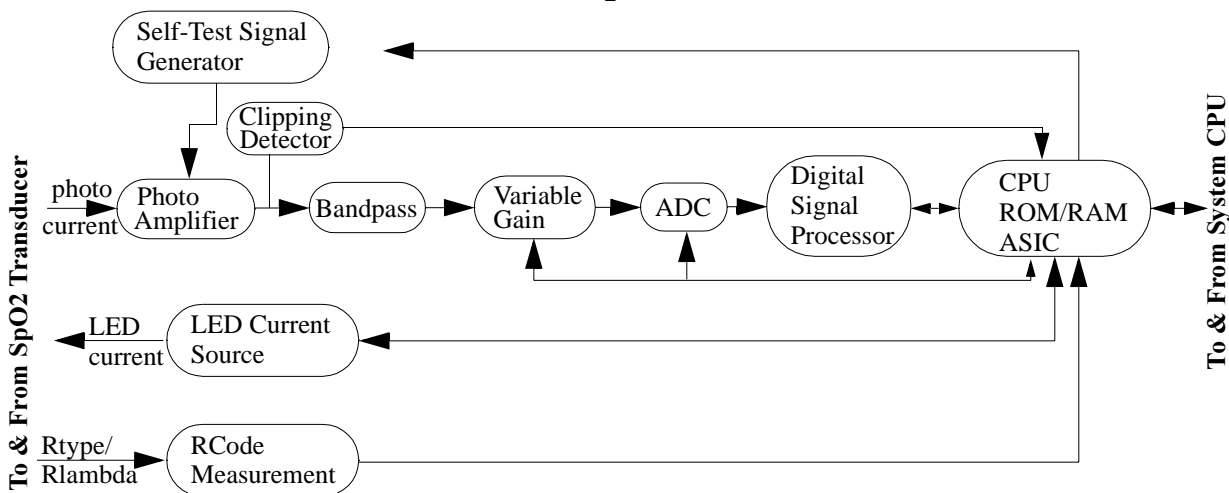 Self-Test Signal
Generator
Clipping
Detector
photo
current
Photo
Amplifier
Bandpass
Variable
Gain
ADC
Digital
Signal
Processor
CPU
ROM/RAM
ASIC
LED
current
LED Current
Source
Rtype/
Rlambda
RCode
Measurement
To & From SpO2 Transducer
To & From System CPU